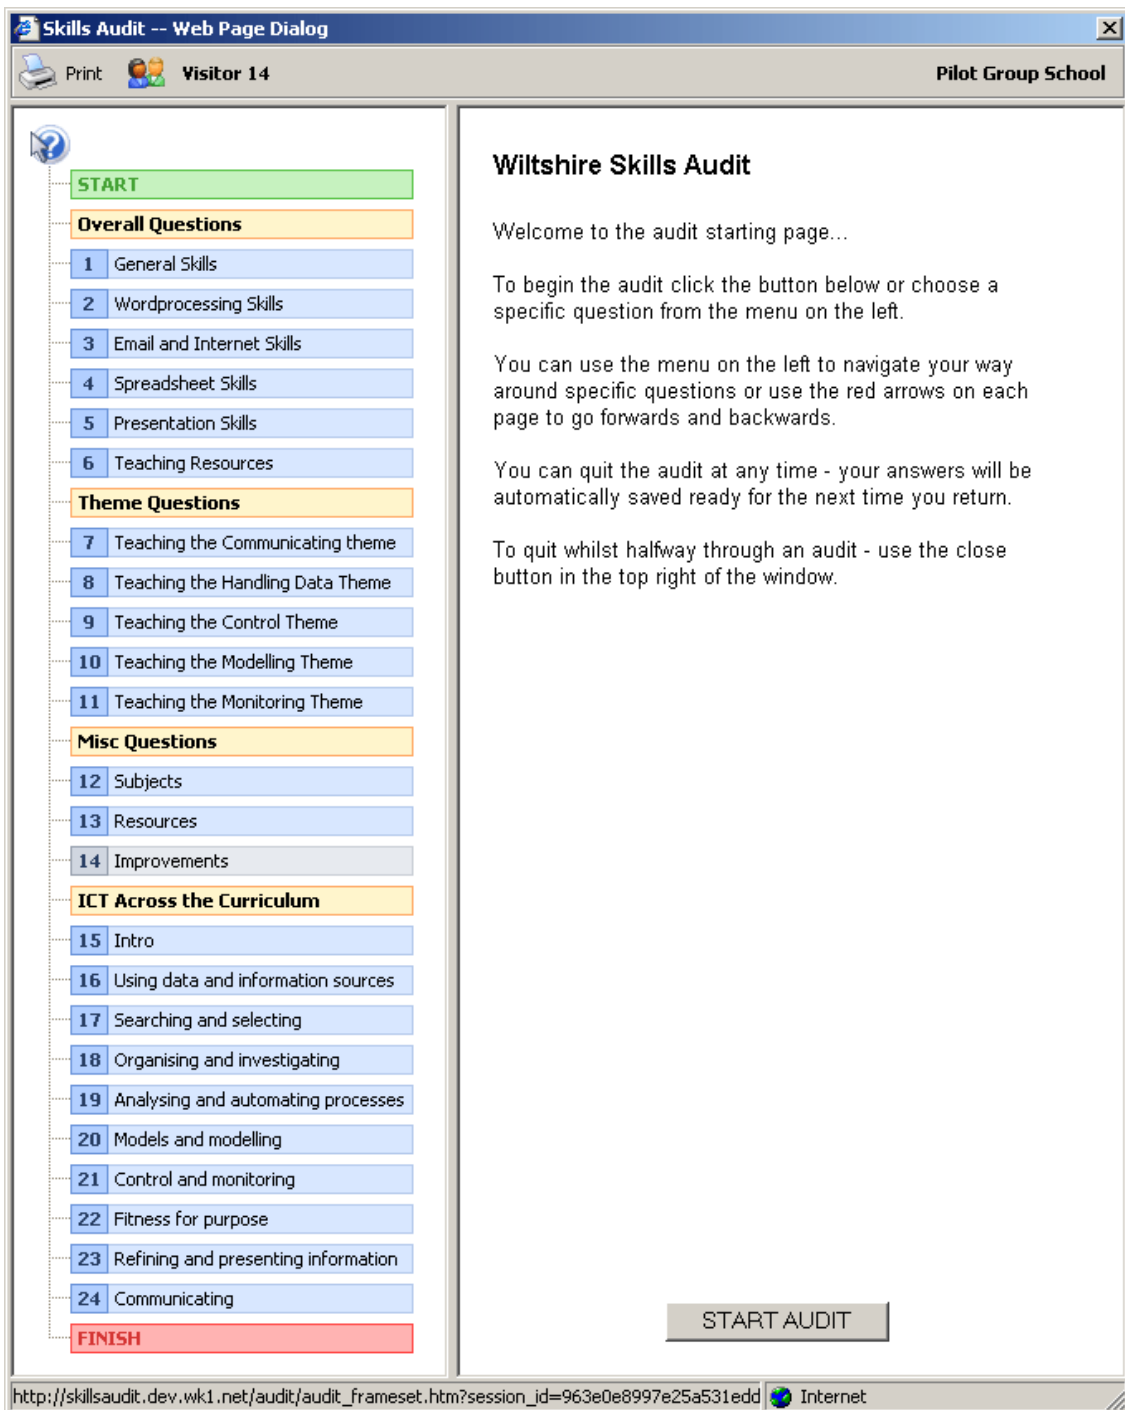 Skills Audit -- Web Page Dialog
Print Visitor 14 Pilot Group School
START
Overall Questions
1 General Skills
2 Wordprocessing Skills
3 Email and Internet Skills
4 Spreadsheet Skills
5 Presentation Skills
6 Teaching Resources
Theme Questions
7 Teaching the Communicating theme
8 Teaching the Handling Data Theme
9 Teaching the Control Theme
10 Teaching the Modelling Theme
11 Teaching the Monitoring Theme
Misc Questions
12 Subjects
13 Resources
14 Improvements
ICT Across the Curriculum
15 Intro
16 Using data and information sources
17 Searching and selecting
18 Organising and investigating
19 Analysing and automating processes
20 Models and modelling
21 Control and monitoring
22 Fitness for purpose
23 Refining and presenting information
24 Communicating
FINISH
Wiltshire Skills Audit
Welcome to the audit starting page...
To begin the audit click the button below or choose a
specific question from the menu on the left.
You can use the menu on the left to navigate your way
around specific questions or use the red arrows on each
page to go forwards and backwards.
You can quit the audit at any time - your answers will be
automatically saved ready for the next time you return.
To quit whilst halfway through an audit - use the close
button in the top right of the window.
START AUDIT
http://skillsaudit.dev.wk1.net/audit/audit_frameset.htm?session_id=963e0e8997e25a531edd Internet